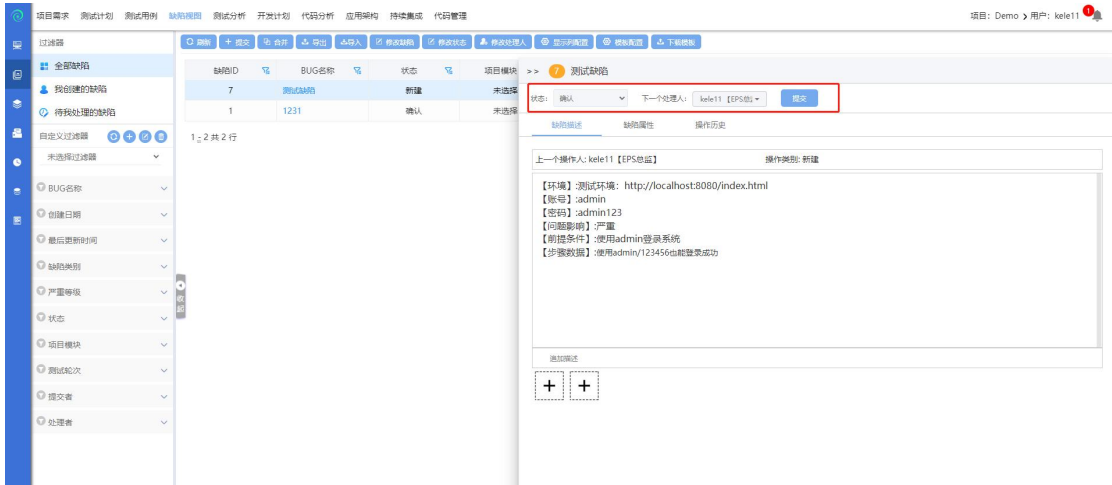 项目需求 测试计划 测试用例 缺陷视图 测试分析 开发计划 代码分析 应用架构 持续集成 代码管理
项目: Demo 用户: kele11 1
过滤器
全部缺陷
我创建的缺陷
待我处理的缺陷
自定义过滤器
未选择过滤器
BUG名称
创建日期
最后更新时间
缺陷类别
严重等级
状态
项目模块
测试轮次
提交者
处理者
收起
刷新 提交 合并 导出 导入 修改缺陷 修改状态 修改处理人 显示列配置 模板配置 下载模板
缺陷ID BUG名称 状态 项目模块
7 测试缺陷 新建 未选择
1 1231 确认 未选择
1 - 2 共 2 行
>> 7 测试缺陷
状态: 确认 下一个处理人: kele11【EPS总 提交
缺陷描述 缺陷属性 操作历史
上一个操作人: kele11【EPS总监】 操作类别: 新建
【环境】:测试环境: http://localhost:8080/index.html
【账号】:admin
【密码】:admin123
【问题影响】:严重
【前提条件】:使用admin登录系统
【步骤数据】:使用admin/123456也能登录成功
追加描述